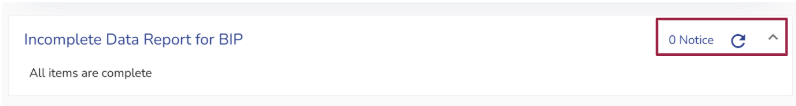 Incomplete Data Report for BIP
0 Notice
All items are complete